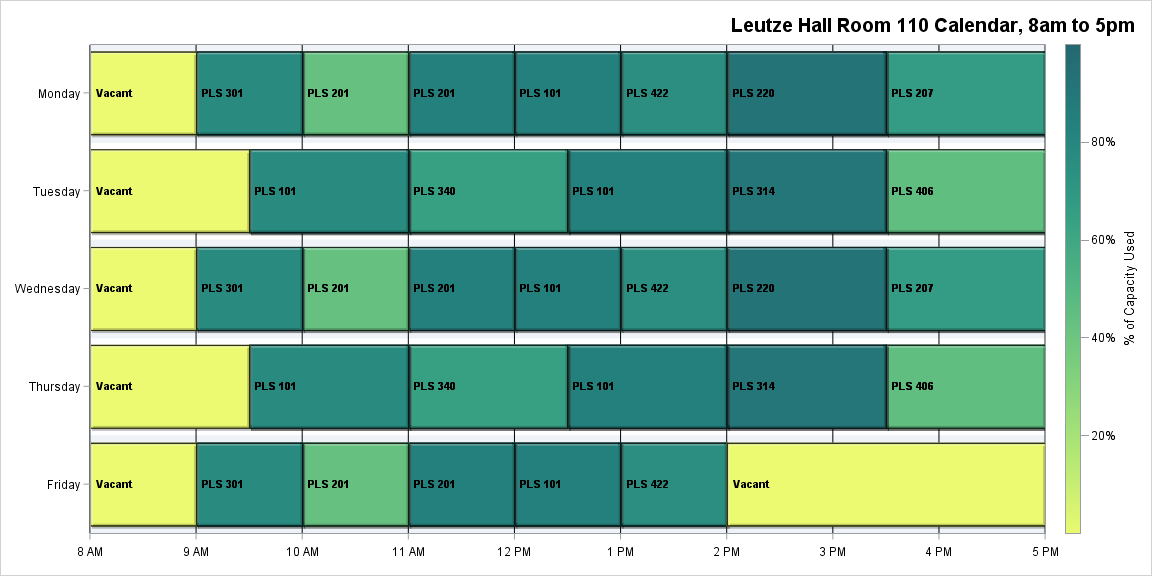 Leutze Hall Room 110 Calendar, 8am to 5pm
Monday Vacant PLS 301 PLS 201 PLS 201 PLS 101 PLS 422 PLS 220 PLS 207
Tuesday Vacant PLS 101 PLS 340 PLS 101 PLS 314 PLS 406
Wednesday Vacant PLS 301 PLS 201 PLS 201 PLS 101 PLS 422 PLS 220 PLS 207
Thursday Vacant PLS 101 PLS 340 PLS 101 PLS 314 PLS 406
Friday Vacant PLS 301 PLS 201 PLS 201 PLS 101 PLS 422 Vacant
8 AM 9 AM 10 AM 11 AM 12 PM 1 PM 2 PM 3 PM 4 PM 5 PM
80%
60%
40%
20%
% of Capacity Used